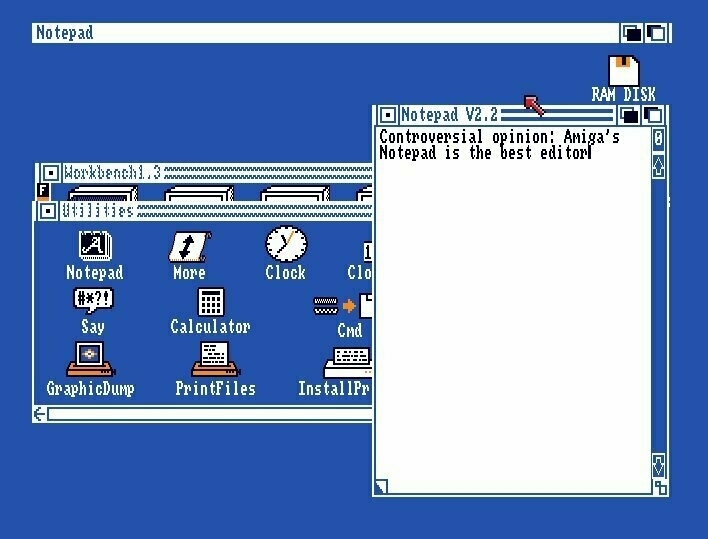 Notepad
RAM DISK
Notepad V2.2
Controversial opinion: Amiga's
Notepad is the best editor
0
Workbench1.3
Utilities
Notepad
More
Clock
Clo
#*?!
Say
Calculator
Cmd
GraphicDump
PrintFiles
InstallPr